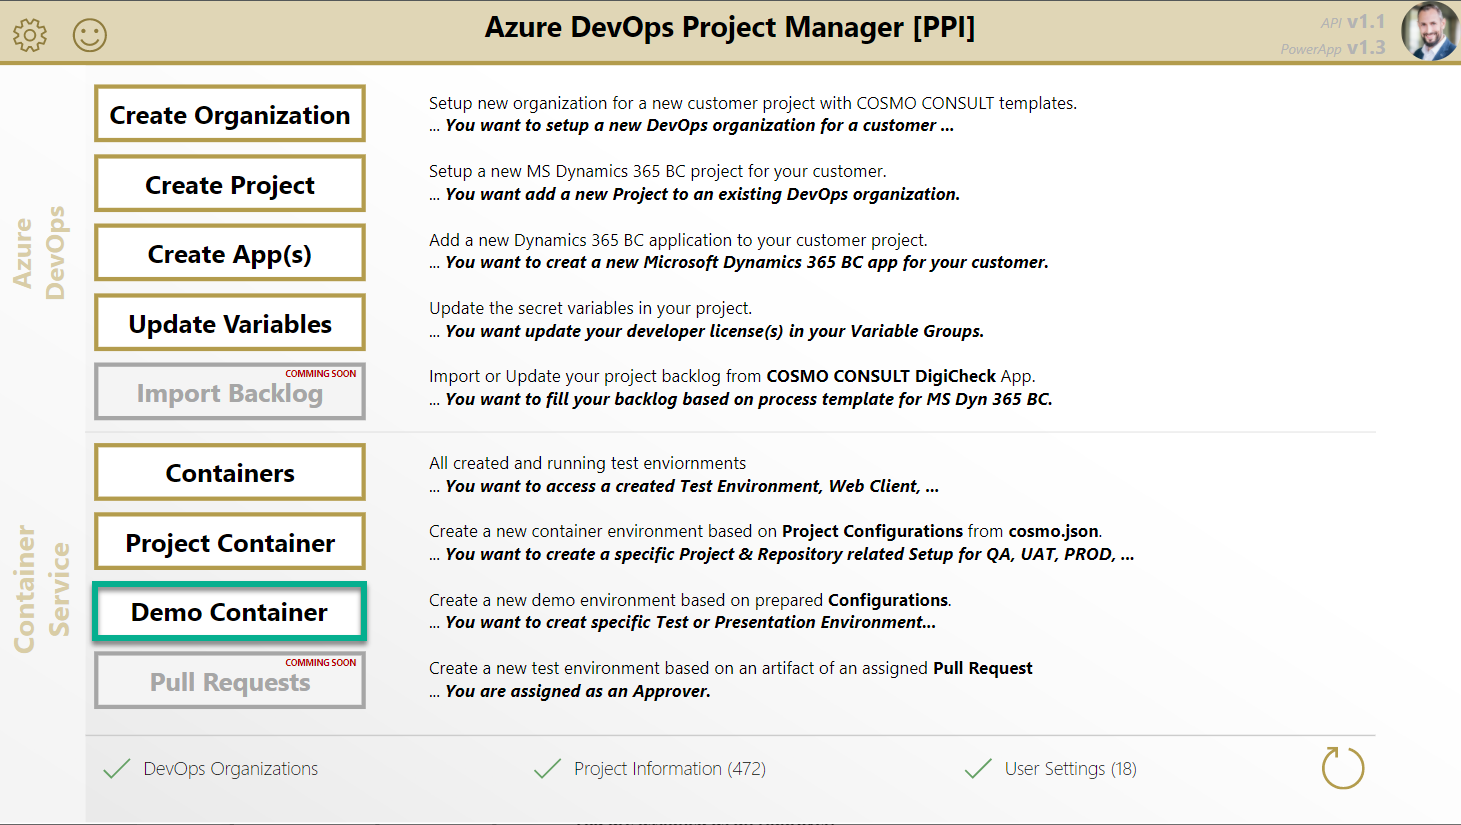 Azure DevOps Project Manager [PPI]
API v1.1
PowerApp v1.3
Azure
DevOps
Create Organization
Setup new organization for a new customer project with COSMO CONSULT templates.
... You want to setup a new DevOps organization for a customer ...
Create Project
Setup a new MS Dynamics 365 BC project for your customer.
... You want add a new Project to an existing DevOps organization.
Create App(s)
Add a new Dynamics 365 BC application to your customer project.
... You want to creat a new Microsoft Dynamics 365 BC app for your customer.
Update Variables
Update the secret variables in your project.
... You want update your developer license(s) in your Variable Groups.
COMMING SOON
Import Backlog
Import or Update your project backlog from COSMO CONSULT DigiCheck App.
... You want to fill your backlog based on process template for MS Dyn 365 BC.
Container
Service
Containers
All created and running test enviornments
... You want to access a created Test Environment, Web Client, ...
Project Container
Create a new container environment based on Project Configurations from cosmo.json.
... You want to create a specific Project & Repository related Setup for QA, UAT, PROD, ...
Demo Container
Create a new demo environment based on prepared Configurations.
... You want to creat specific Test or Presentation Environment...
COMMING SOON
Pull Requests
Create a new test environment based on an artifact of an assigned Pull Request
... You are assigned as an Approver.
DevOps Organizations
Project Information (472)
User Settings (18)